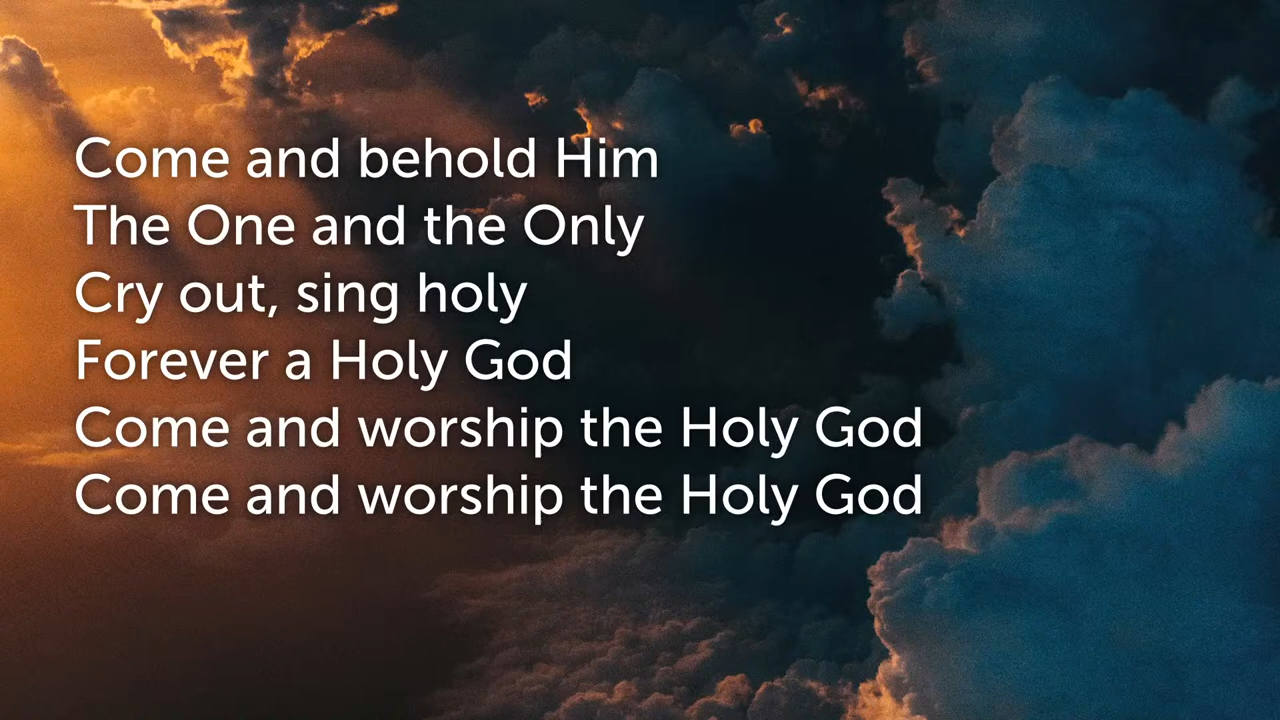 Come and behold Him
The One and the Only
Cry out, sing holy
Forever a Holy God
Come and worship the Holy God
Come and worship the Holy God